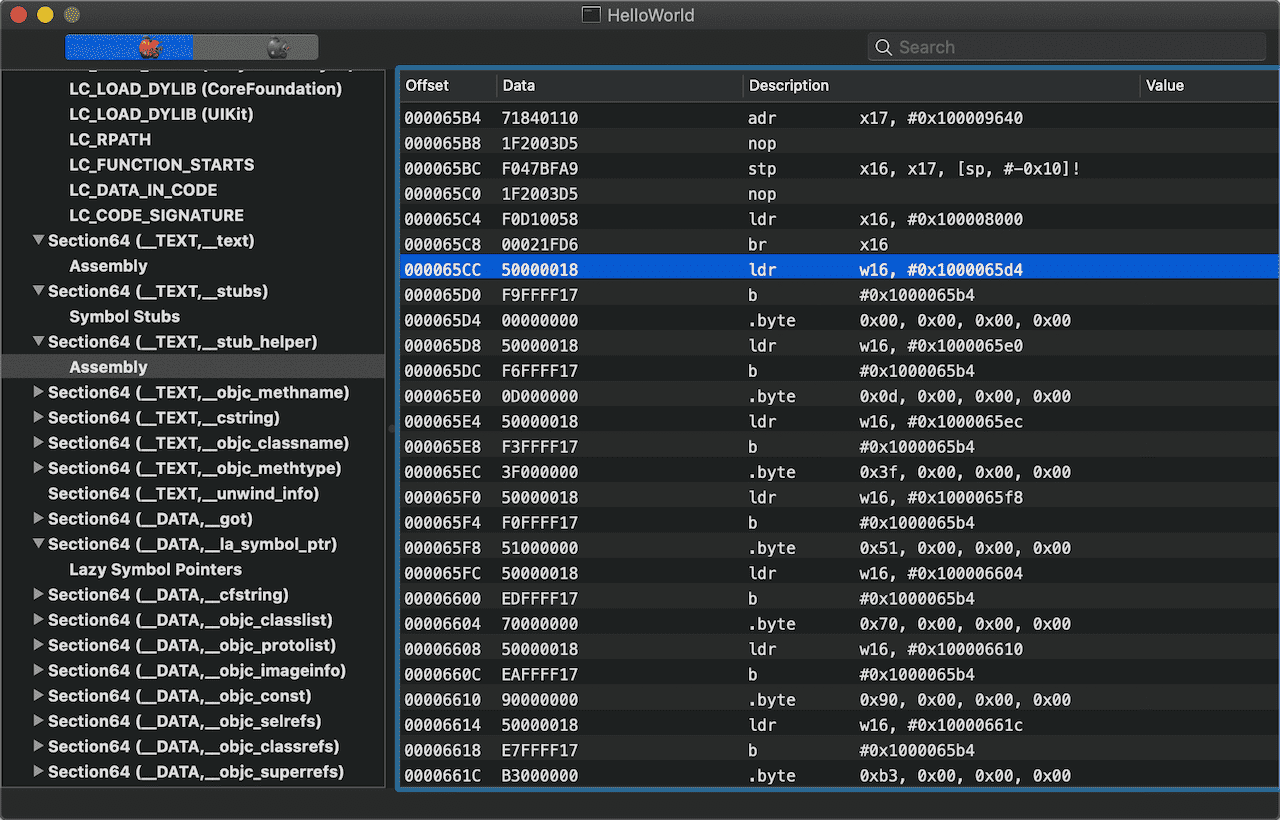 HelloWorld
Search
LC_LOAD_DYLIB (CoreFoundation)
LC_LOAD_DYLIB (UIKit)
LC_RPATH
LC_FUNCTION_STARTS
LC_DATA_IN_CODE
LC_CODE_SIGNATURE
Section64 (__TEXT,__text)
Assembly
Section64 (__TEXT,__stubs)
Symbol Stubs
Section64 (__TEXT,__stub_helper)
Assembly
Section64 (__TEXT,__objc_methname)
Section64 (__TEXT,__cstring)
Section64 (__TEXT,__objc_classname)
Section64 (__TEXT,__objc_methtype)
Section64 (__TEXT,__unwind_info)
Section64 (__DATA,__got)
Section64 (__DATA,__la_symbol_ptr)
Lazy Symbol Pointers
Section64 (__DATA,__cfstring)
Section64 (__DATA,__objc_classlist)
Section64 (__DATA,__objc_protolist)
Section64 (__DATA,__objc_imageinfo)
Section64 (__DATA,__objc_const)
Section64 (__DATA,__objc_selrefs)
Section64 (__DATA,__objc_classrefs)
Section64 (__DATA,__objc_superrefs)
Offset Data Description Value
000065B4 71840110 adr x17, #0x100009640
000065B8 1F2003D5 nop
000065BC F047BFA9 stp x16, x17, [sp, #-0x10]!
000065C0 1F2003D5 nop
000065C4 F0D10058 ldr x16, #0x100008000
000065C8 00021FD6 br x16
000065CC 50000018 ldr w16, #0x1000065d4
000065D0 F9FFFF17 b #0x1000065b4
000065D4 00000000 .byte 0x00, 0x00, 0x00, 0x00
000065D8 50000018 ldr w16, #0x1000065e0
000065DC F6FFFF17 b #0x1000065b4
000065E0 0D000000 .byte 0x0d, 0x00, 0x00, 0x00
000065E4 50000018 ldr w16, #0x1000065ec
000065E8 F3FFFF17 b #0x1000065b4
000065EC 3F000000 .byte 0x3f, 0x00, 0x00, 0x00
000065F0 50000018 ldr w16, #0x1000065f8
000065F4 F0FFFF17 b #0x1000065b4
000065F8 51000000 .byte 0x51, 0x00, 0x00, 0x00
000065FC 50000018 ldr w16, #0x100006604
00006600 EDFFFF17 b #0x1000065b4
00006604 70000000 .byte 0x70, 0x00, 0x00, 0x00
00006608 50000018 ldr w16, #0x100006610
0000660C EAFFFF17 b #0x1000065b4
00006610 90000000 .byte 0x90, 0x00, 0x00, 0x00
00006614 50000018 ldr w16, #0x10000661c
00006618 E7FFFF17 b #0x1000065b4
0000661C B3000000 .byte 0xb3, 0x00, 0x00, 0x00